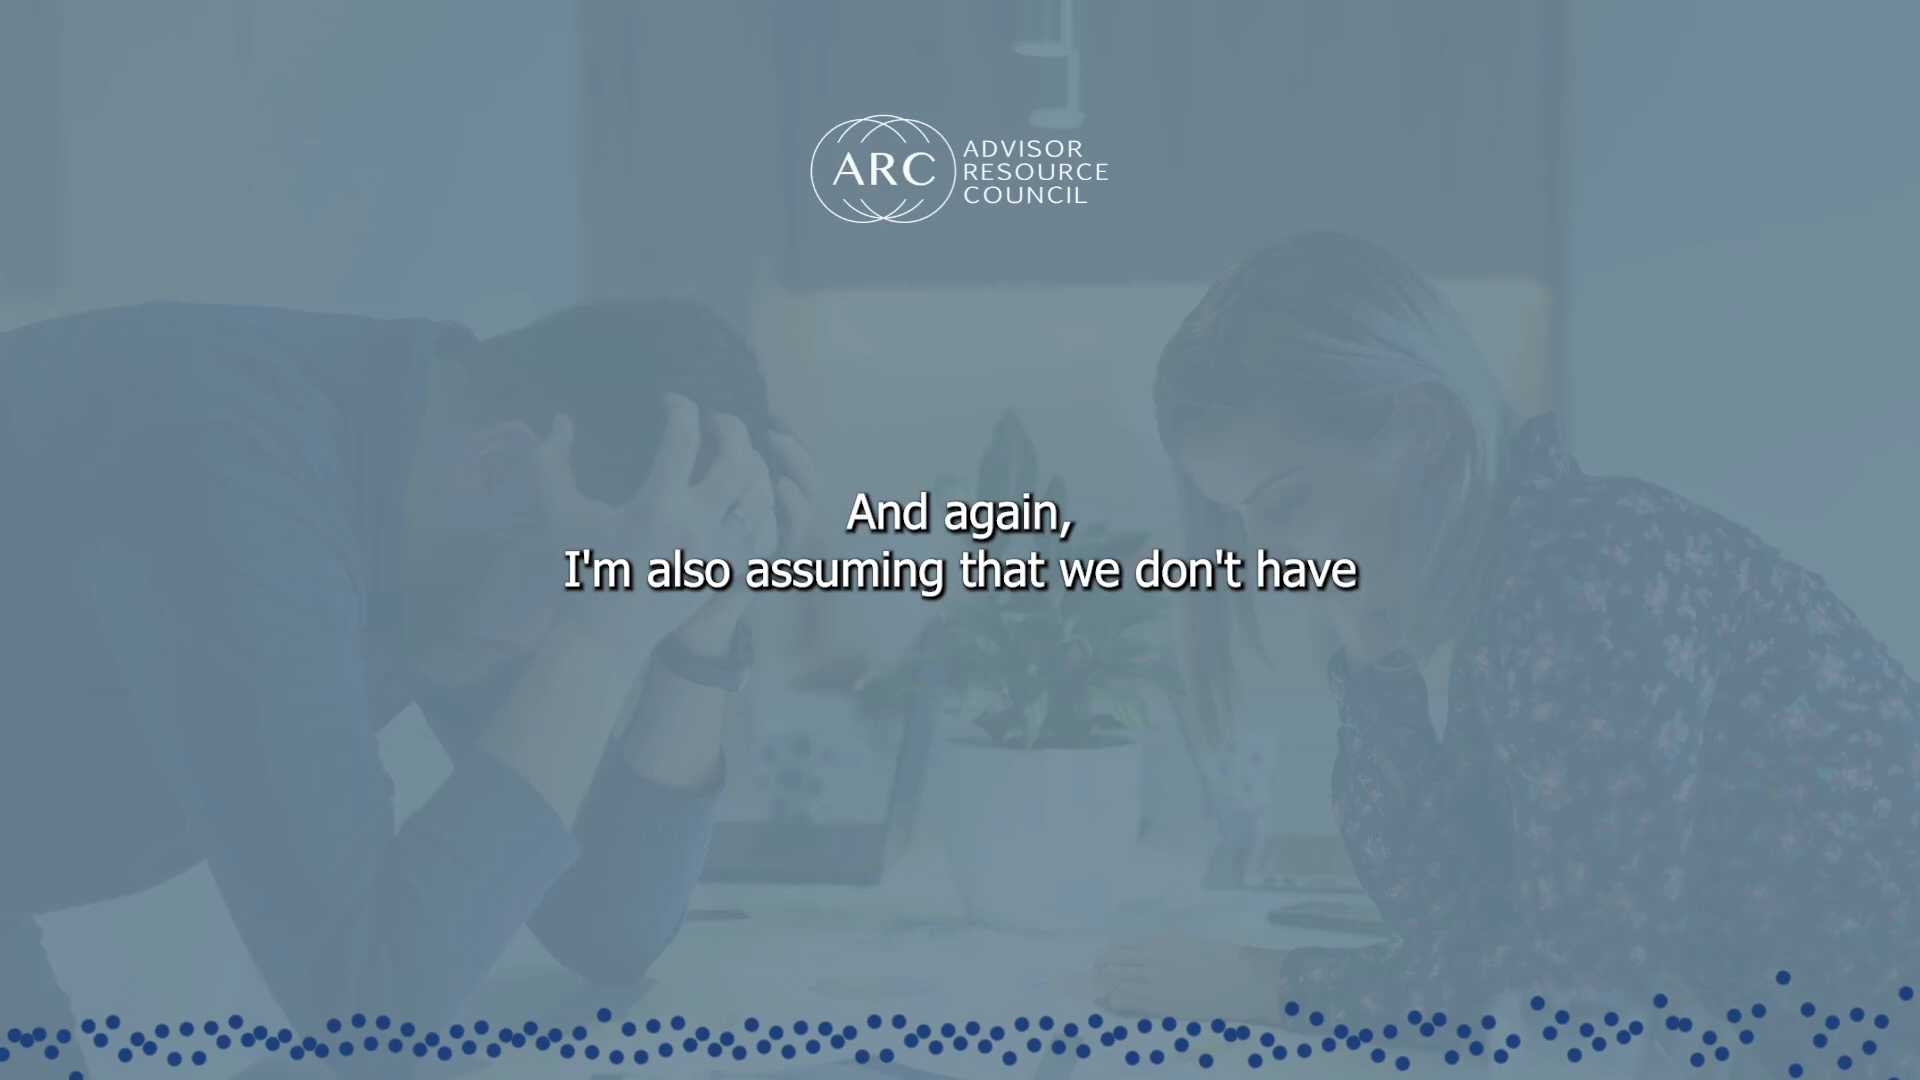 ARC
ADVISOR
RESOURCE
COUNCIL
And again,
I'm also assuming that we don't have